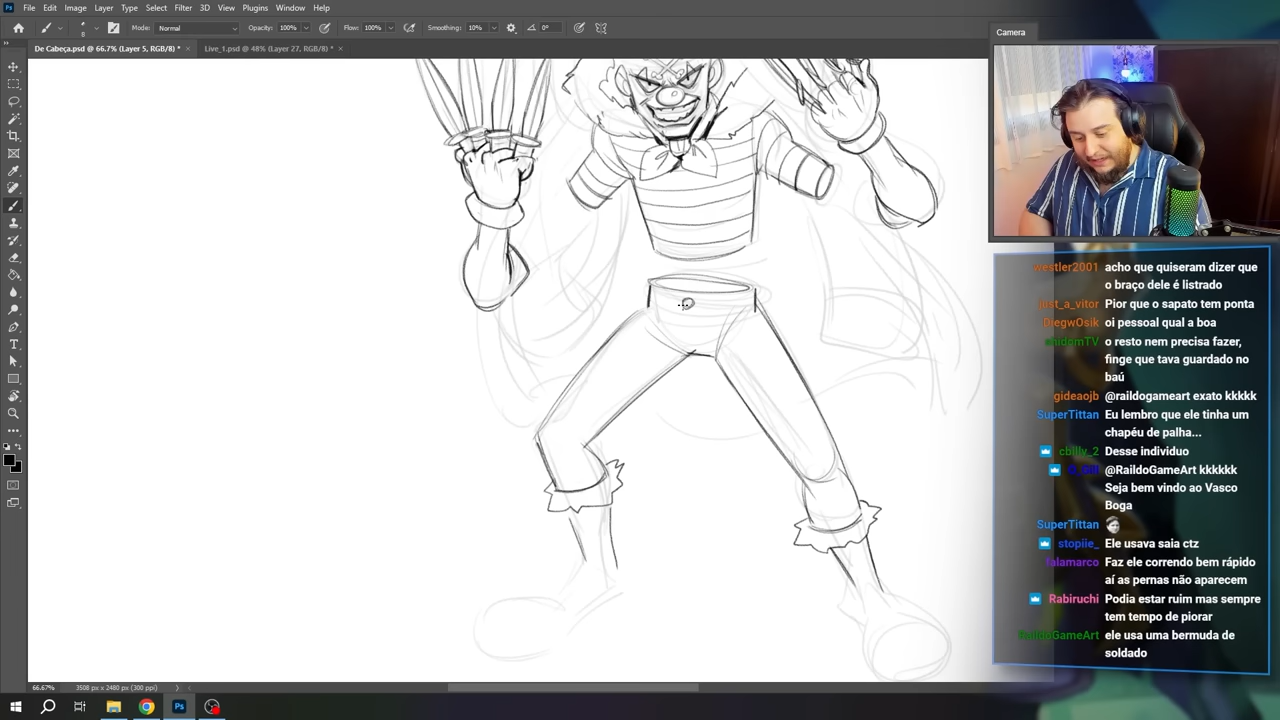 File Edit Image Layer Type Select Filter 3D View Plugins Window Help
Mode: Normal Opacity: 100% Flow: 100% Smoothing: 10% 0°
De Cabeça.psd @ 66.7% (Layer 5, RGB/8) * × Live_1.psd @ 48% (Layer 27, RGB/8) * ×
Camera
westler2001 acho que quiseram dizer que
o braço dele é listrado
just_a_vitor Pior que o sapato tem ponta
DiegwOsik oi pessoal qual a boa
o resto nem precisa fazer,
finge que tava guardado no
baú
gideaojb @raildogameart exato kkkkk
SuperTittan Eu lembro que ele tinha um
chapéu de palha...
cbilly_2 Desse individuo
@RaildoGameArt kkkkkk
Seja bem vindo ao Vasco
Boga
SuperTittan
stopiie_ Ele usava saia ctz
talamarco Faz ele correndo bem rápido
aí as pernas não aparecem
Rabiruchi Podia estar ruim mas sempre
tem tempo de piorar
RaildoGameArt ele usa uma bermuda de
soldado
66.67% 3508 px x 2480 px (300 ppi)